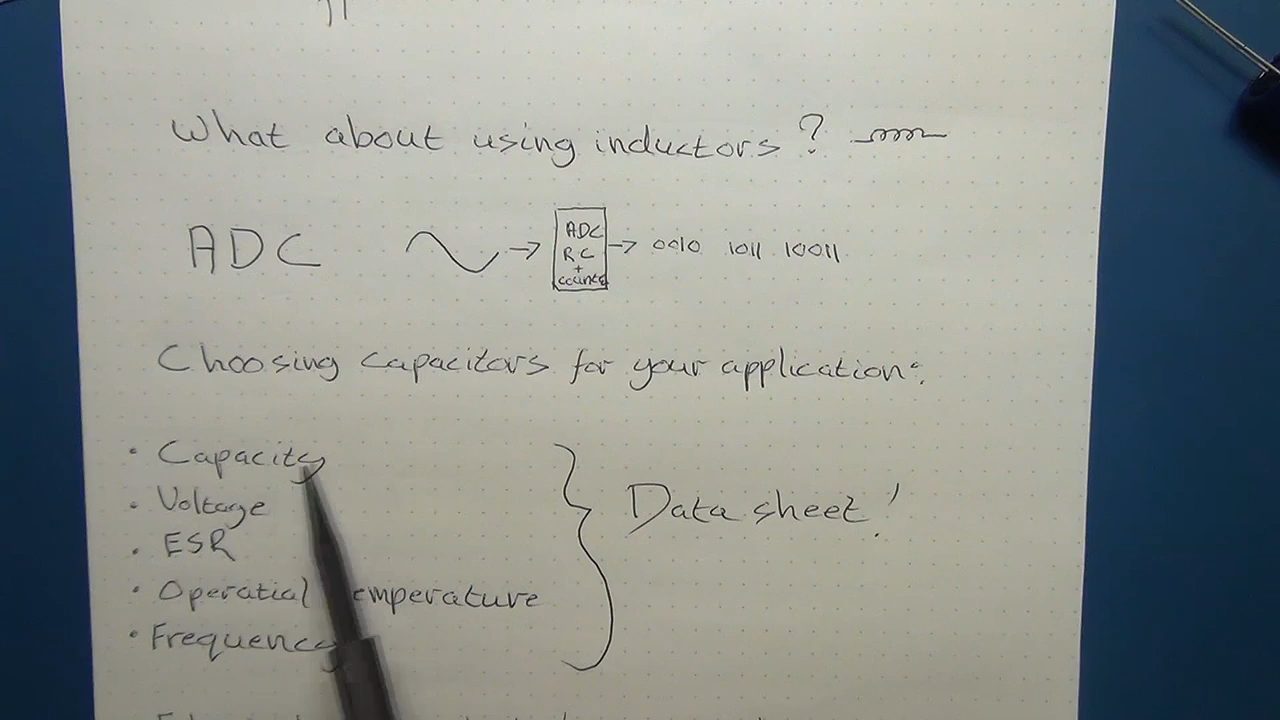 What about using inductors?
ADC
ADC
RC
+
counter
0010 1011 10011
Choosing capacitors for your application:
• Capacity
• Voltage
• ESR
• Operatial temperature
• Frequency
Data sheet!